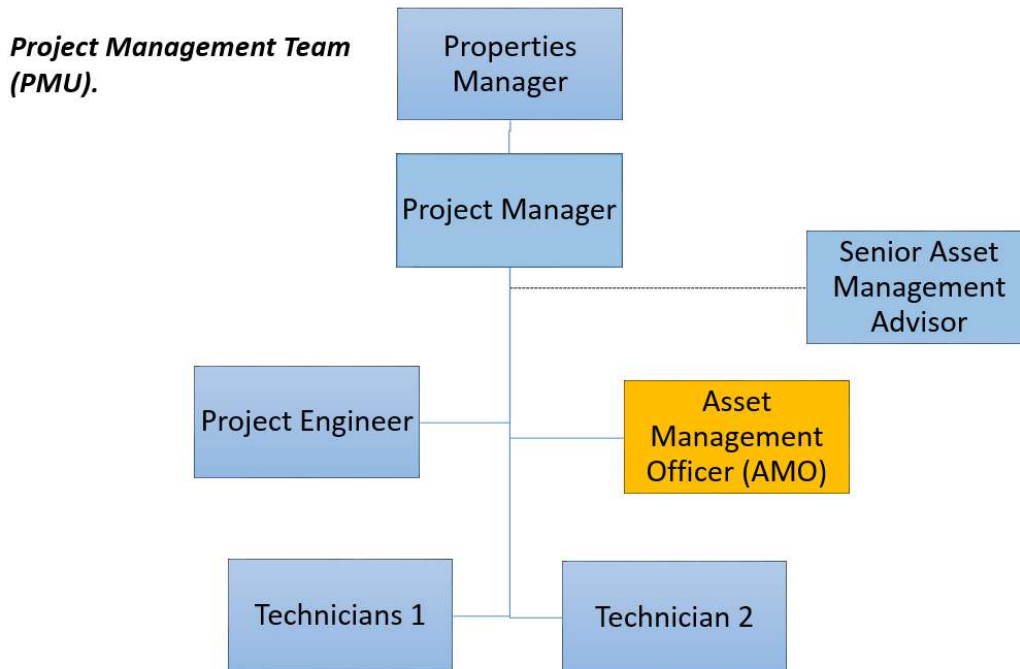 Project Management Team
(PMU).
Properties
Manager
Project Manager
Senior Asset
Management
Advisor
Project Engineer
Asset
Management
Officer (AMO)
Technicians 1
Technician 2